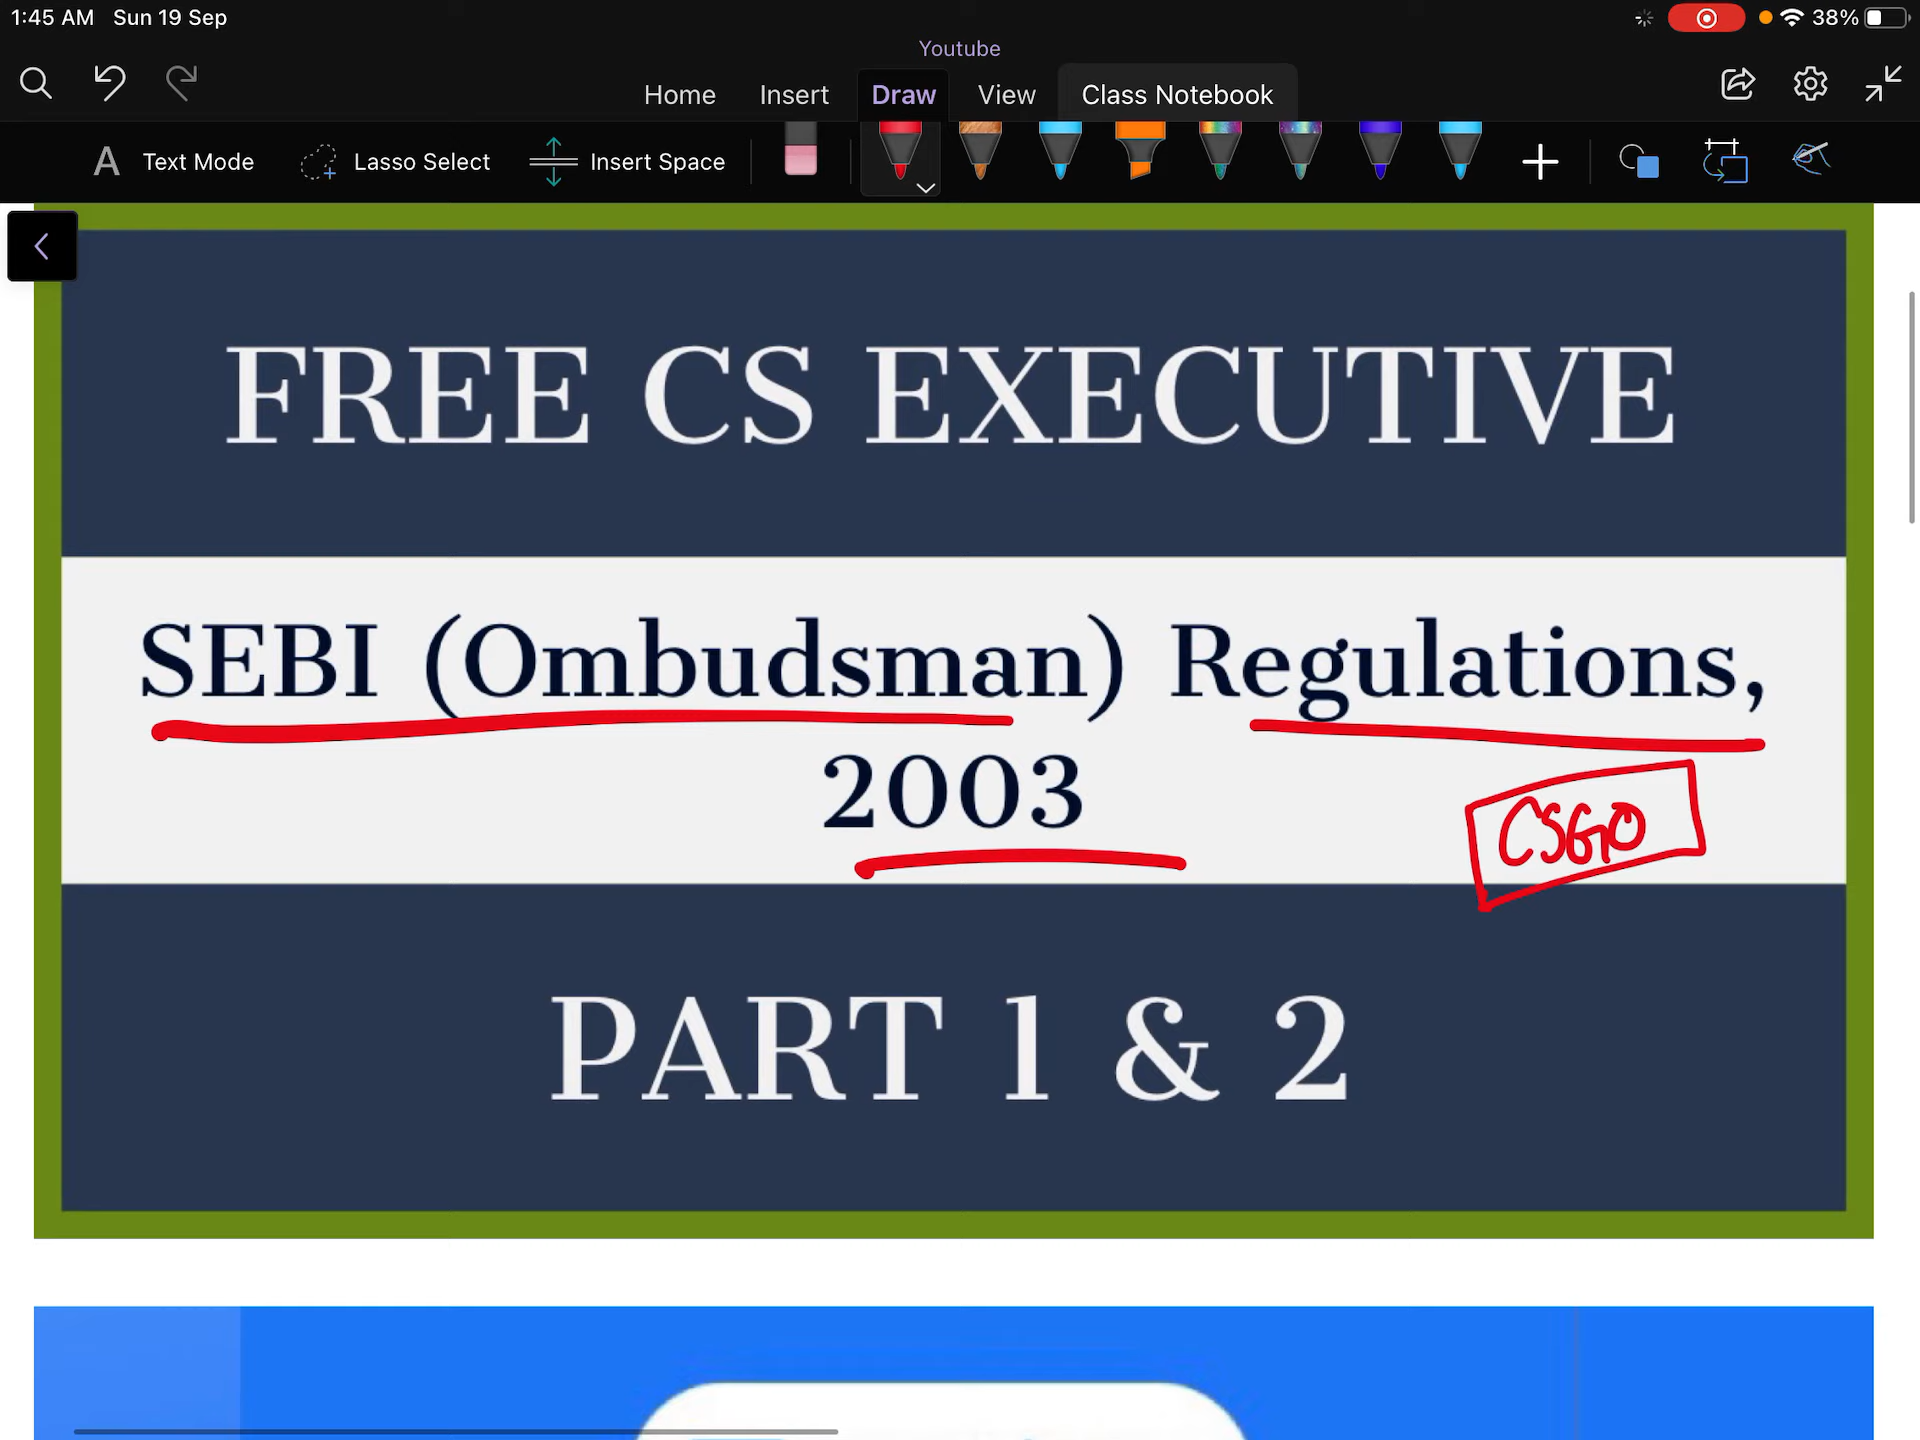 1:45 AM Sun 19 Sep
38%
Youtube
Home Insert Draw View Class Notebook
A Text Mode Lasso Select Insert Space
FREE CS EXECUTIVE
SEBI (Ombudsman) Regulations,
2003
CSGO
PART 1 & 2